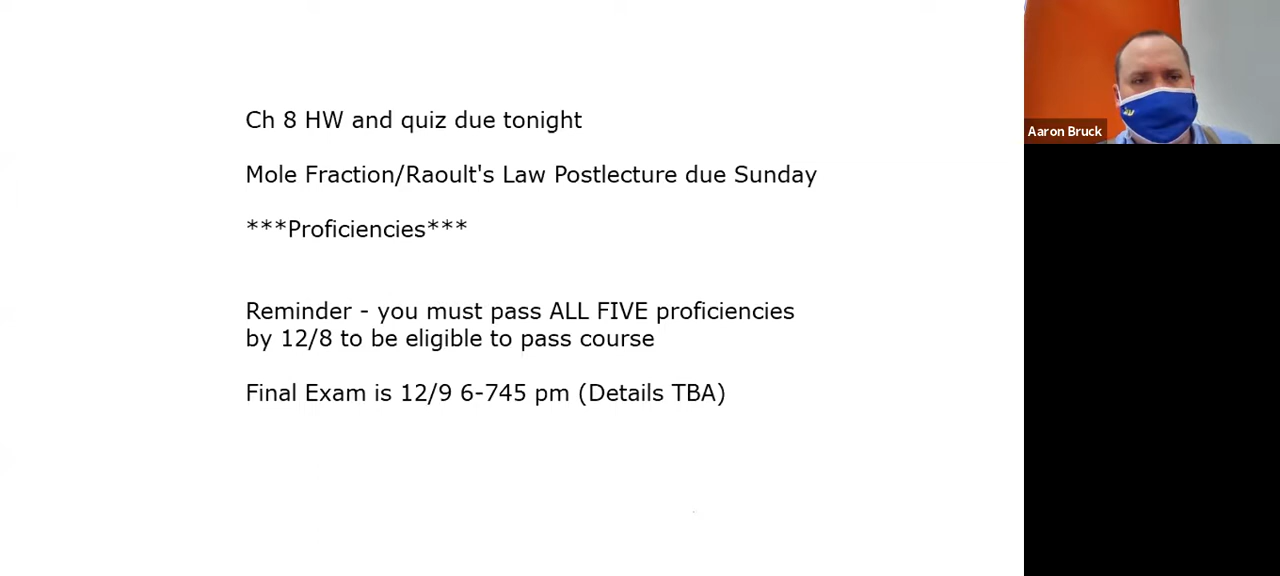 Ch 8 HW and quiz due tonight
Mole Fraction/Raoult's Law Postlecture due Sunday
***Proficiencies***
Reminder - you must pass ALL FIVE proficiencies
by 12/8 to be eligible to pass course
Final Exam is 12/9 6-745 pm (Details TBA)
Aaron Bruck